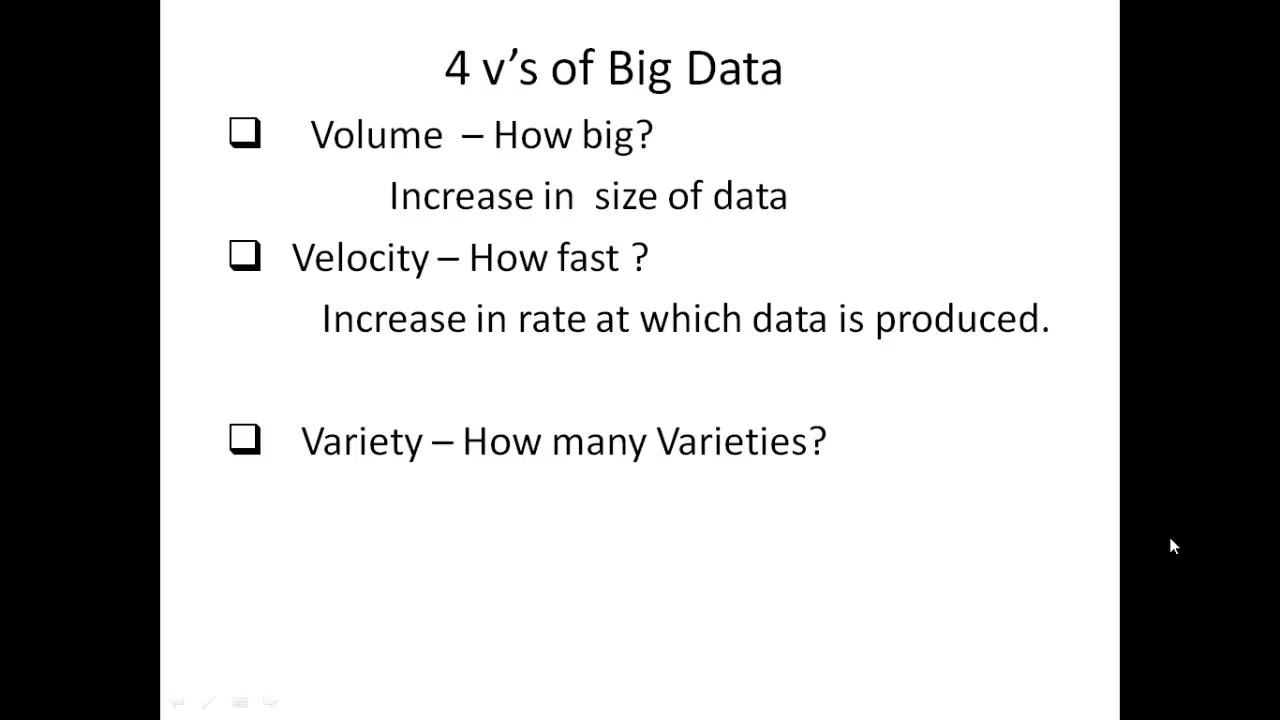 4 v’s of Big Data
Volume – How big?
Increase in size of data
Velocity – How fast ?
Increase in rate at which data is produced.
Variety – How many Varieties?